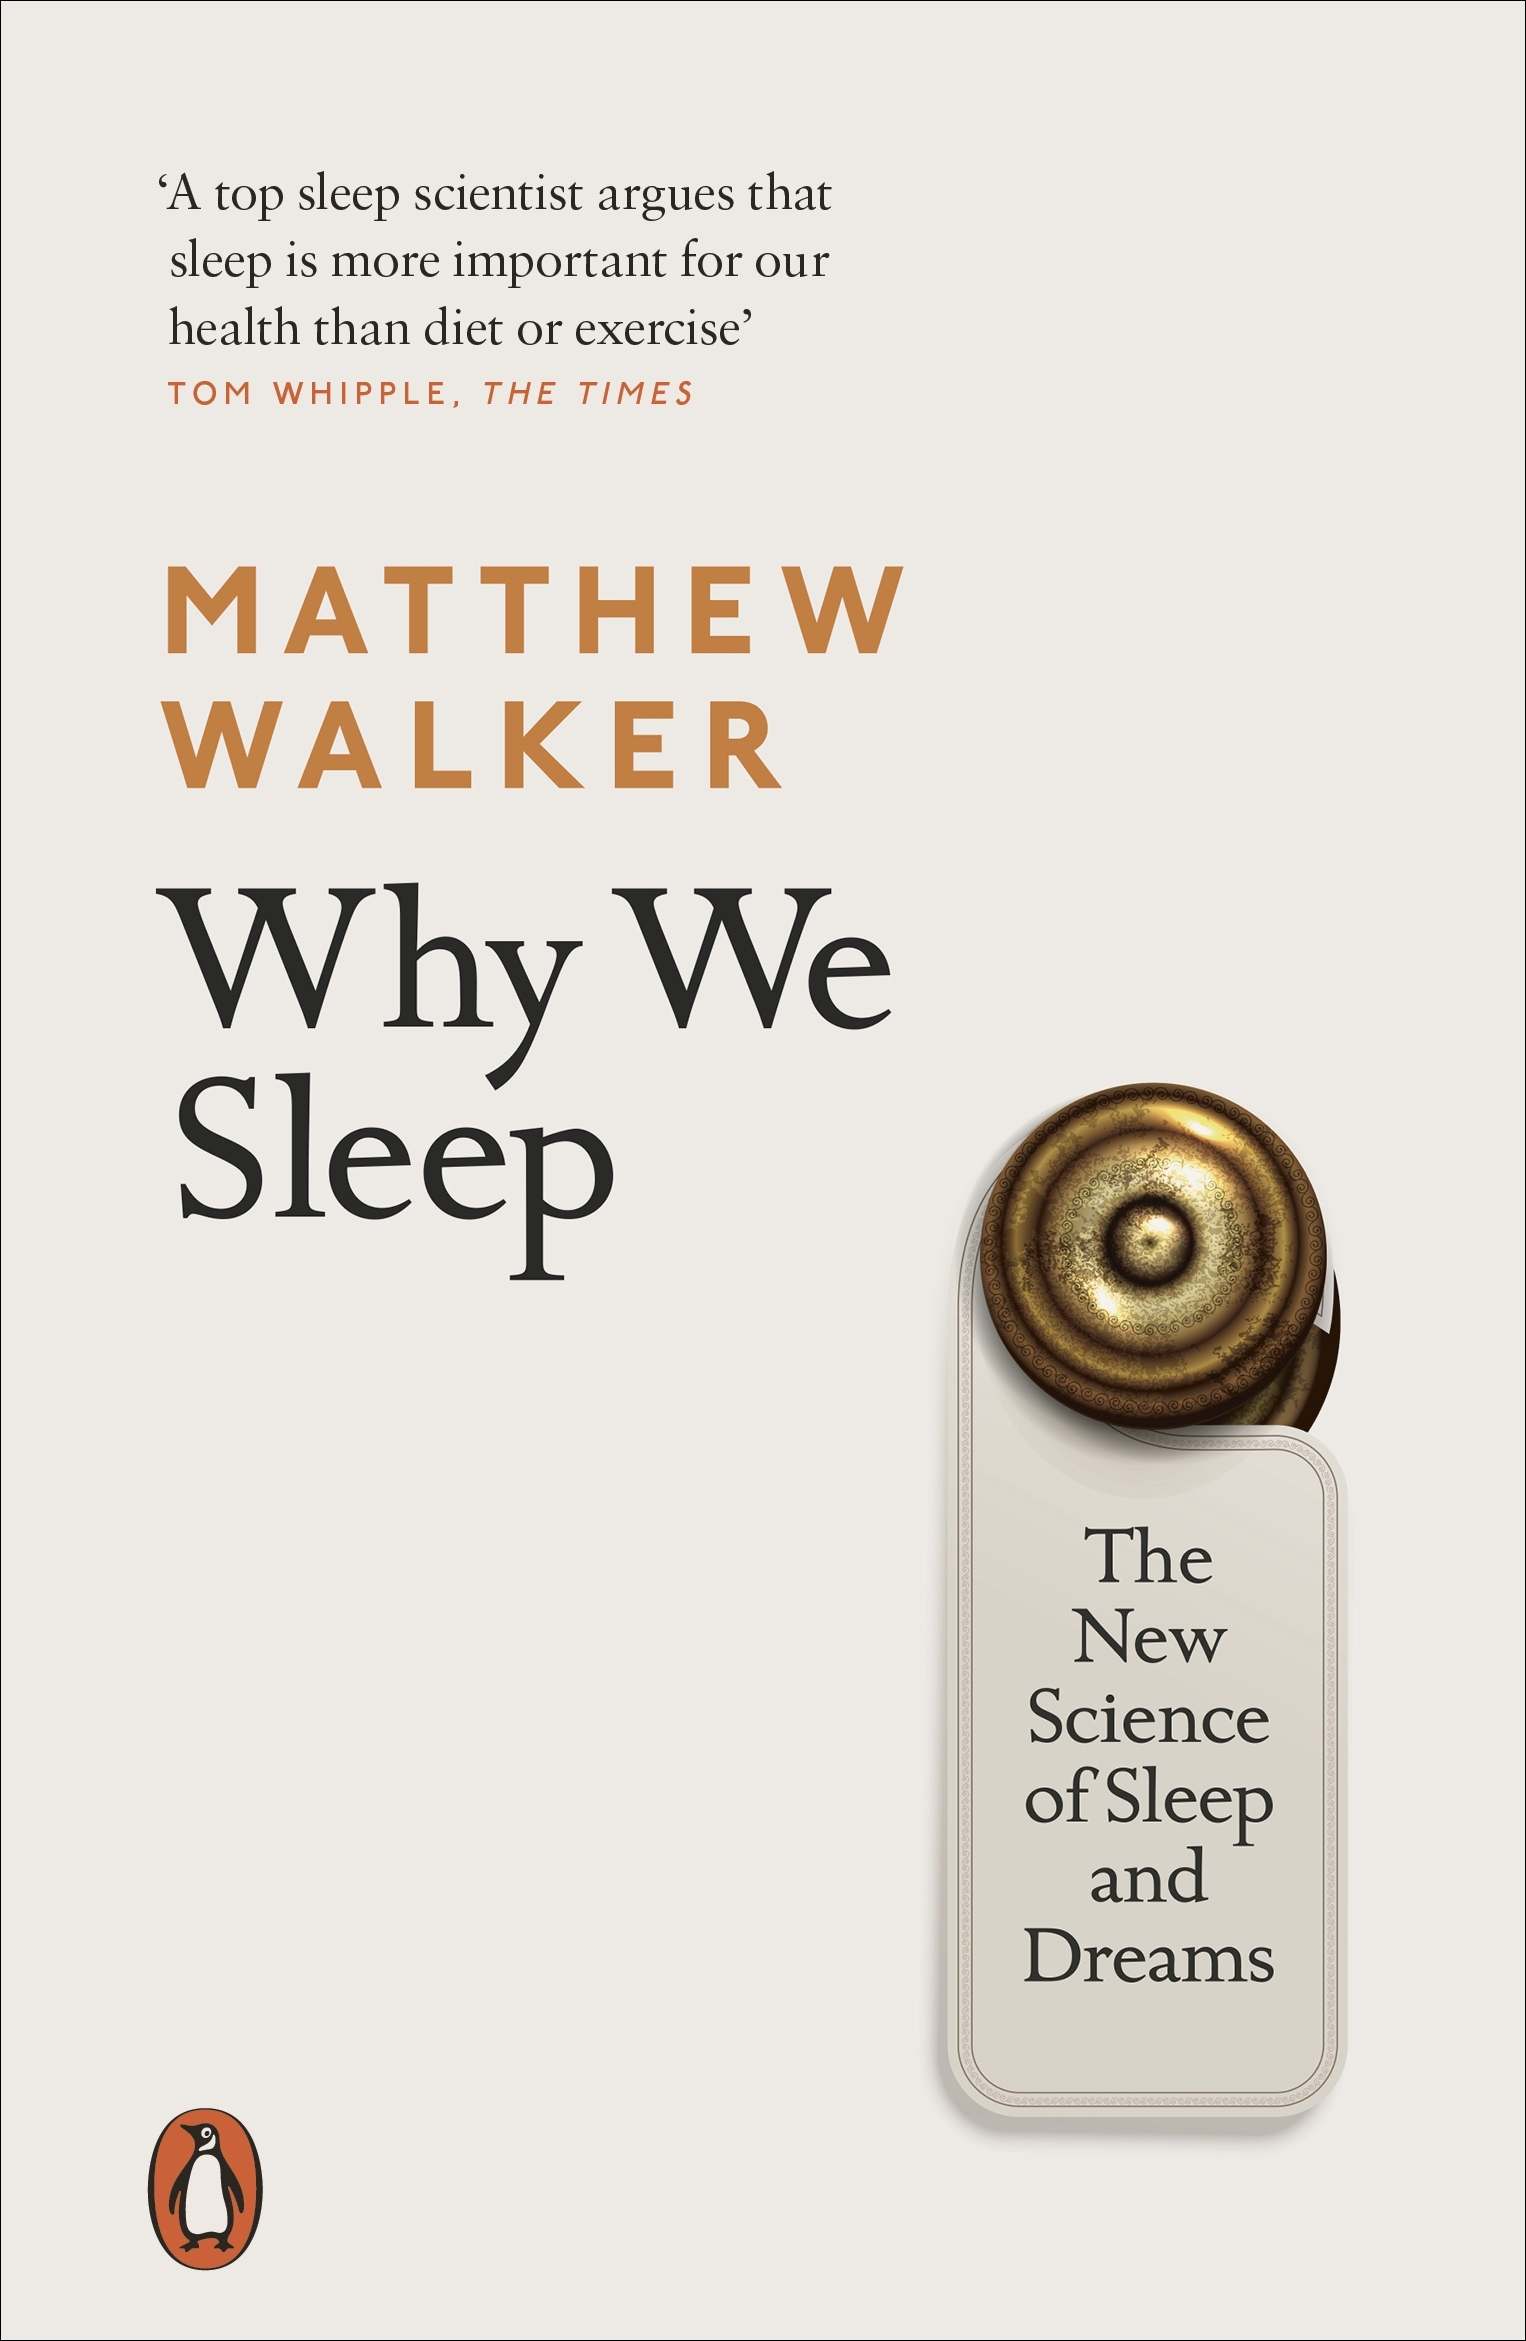 ‘A top sleep scientist argues that
sleep is more important for our
health than diet or exercise’
TOM WHIPPLE, THE TIMES
MATTHEW
WALKER
Why We
Sleep
The
New
Science
of Sleep
and
Dreams